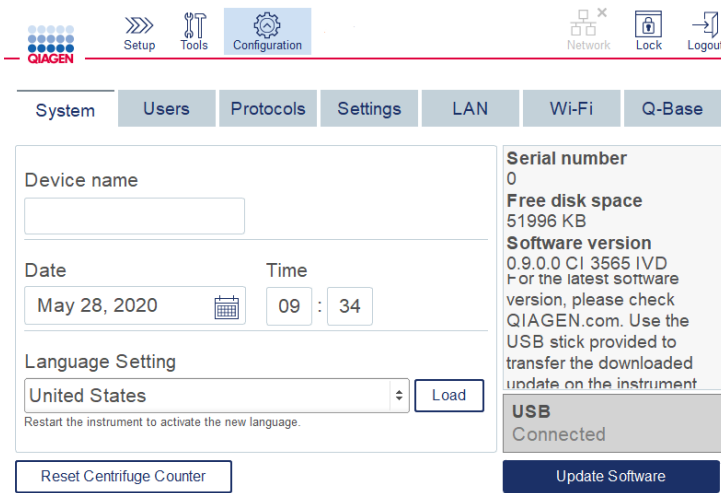 QIAGEN
Setup
Tools
Configuration
Network
Lock
Logout
System
Users
Protocols
Settings
LAN
Wi-Fi
Q-Base
Device name
Date
Time
May 28, 2020
09 : 34
Language Setting
United States
Load
Restart the instrument to activate the new language.
Reset Centrifuge Counter
Serial number
0
Free disk space
51996 KB
Software version
0.9.0.0 CI 3565 IVD
For the latest software
version, please check
QIAGEN.com. Use the
USB stick provided to
transfer the downloaded
update on the instrument
USB
Connected
Update Software